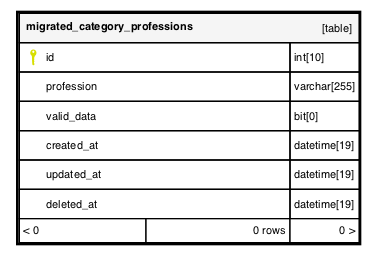 migrated_category_professions [table]
id int[10]
profession varchar[255]
valid_data bit[0]
created_at datetime[19]
updated_at datetime[19]
deleted_at datetime[19]
< 0 0 rows 0 >